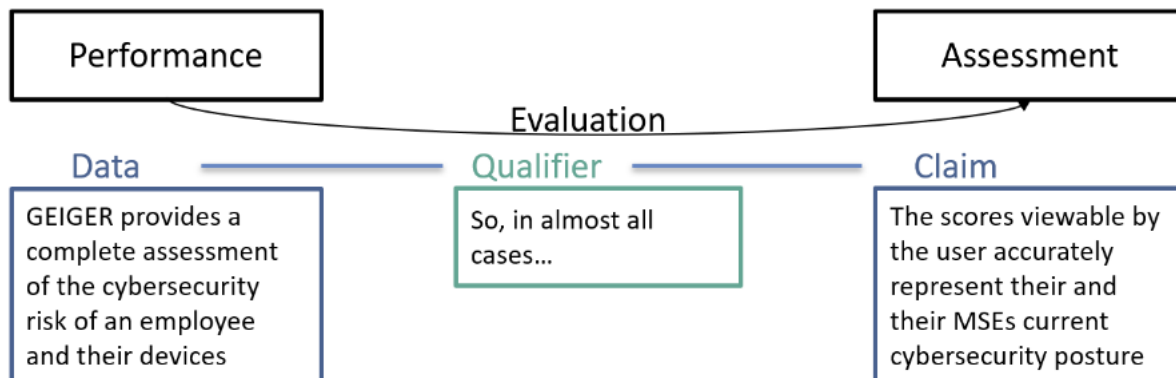 Performance
Assessment
Evaluation
Data
Qualifier
Claim
GEIGER provides a
complete assessment
of the cybersecurity
risk of an employee
and their devices
So, in almost all
cases…
The scores viewable by
the user accurately
represent their and
their MSEs current
cybersecurity posture